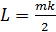 L = mk/2